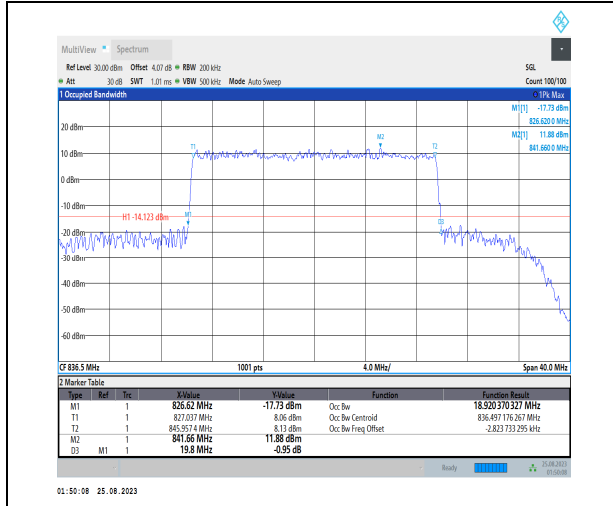 MultiView Spectrum
Ref Level 30.00 dBm Offset 4.07 dB RBW 200 kHz SGL
Att 30 dB SWT 1.01 ms VBW 500 kHz Mode Auto Sweep Count 100/100
1 Occupied Bandwidth 1Pk Max
M1[1] -17.73 dBm
826.6200 MHz
M2[1] 11.88 dBm
841.6600 MHz
20 dBm
M2
T1 T2
10 dBm
0 dBm
-10 dBm
H1 -14.123 dBm M1
D3
-20 dBm
-30 dBm
-40 dBm
-50 dBm
-60 dBm
CF 836.5 MHz 1001 pts 4.0 MHz/ Span 40.0 MHz
2 Marker Table
Type Ref Trc X-Value Y-Value Function Function Result
M1 1 826.62 MHz -17.73 dBm Occ Bw 18.920 370 327 MHz
T1 1 827.037 MHz 8.06 dBm Occ Bw Centroid 836.497 176 267 MHz
T2 1 845.957 4 MHz 8.13 dBm Occ Bw Freq Offset -2.823 733 295 kHz
M2 1 841.66 MHz 11.88 dBm
D3 M1 1 19.8 MHz -0.95 dB
Ready 25.08.2023
01:50:08
01:50:08 25.08.2023